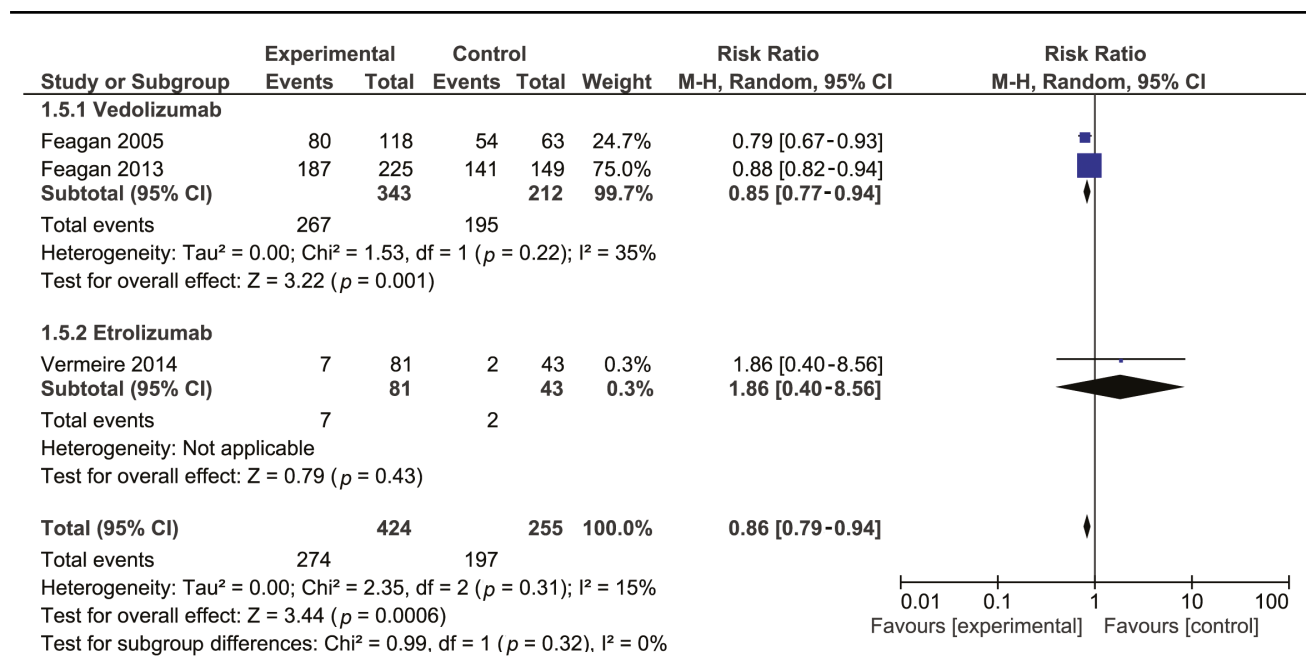 Experimental Control Risk Ratio Risk Ratio
Study or Subgroup Events Total Events Total Weight M-H, Random, 95% CI M-H, Random, 95% CI
1.5.1 Vedolizumab
Feagan 2005 80 118 54 63 24.7% 0.79 [0.67-0.93]
Feagan 2013 187 225 141 149 75.0% 0.88 [0.82-0.94]
Subtotal (95% CI) 343 212 99.7% 0.85 [0.77-0.94]
Total events 267 195
Heterogeneity: Tau² = 0.00; Chi² = 1.53, df = 1 (p = 0.22); I² = 35%
Test for overall effect: Z = 3.22 (p = 0.001)
1.5.2 Etrolizumab
Vermeire 2014 7 81 2 43 0.3% 1.86 [0.40-8.56]
Subtotal (95% CI) 81 43 0.3% 1.86 [0.40-8.56]
Total events 7 2
Heterogeneity: Not applicable
Test for overall effect: Z = 0.79 (p = 0.43)
Total (95% CI) 424 255 100.0% 0.86 [0.79-0.94]
Total events 274 197
Heterogeneity: Tau² = 0.00; Chi² = 2.35, df = 2 (p = 0.31); I² = 15%
Test for overall effect: Z = 3.44 (p = 0.0006)
Test for subgroup differences: Chi² = 0.99, df = 1 (p = 0.32), I² = 0%
0.01 0.1 1 10 100
Favours [experimental] Favours [control]